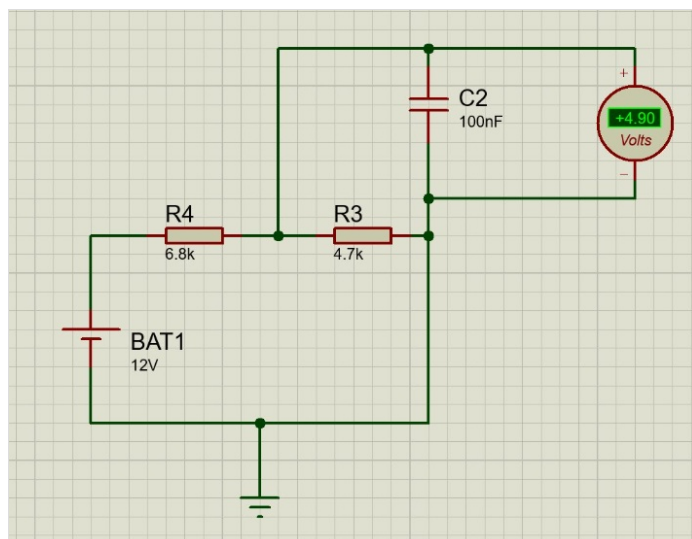 C2
100nF
+
+4.90
Volts
−
R4
6.8k
R3
4.7k
BAT1
12V